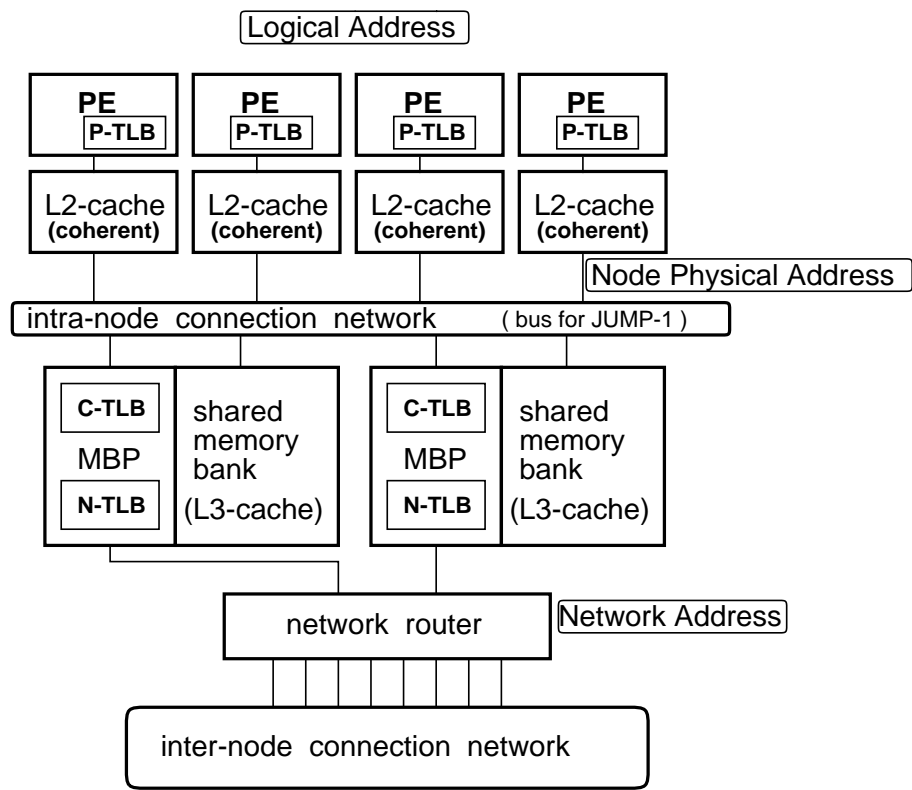 Logical Address
PE
P-TLB
PE
P-TLB
PE
P-TLB
PE
P-TLB
L2-cache
(coherent)
L2-cache
(coherent)
L2-cache
(coherent)
L2-cache
(coherent)
Node Physical Address
intra-node connection network ( bus for JUMP-1 )
C-TLB
MBP
N-TLB
shared
memory
bank
(L3-cache)
C-TLB
MBP
N-TLB
shared
memory
bank
(L3-cache)
network router
Network Address
inter-node connection network